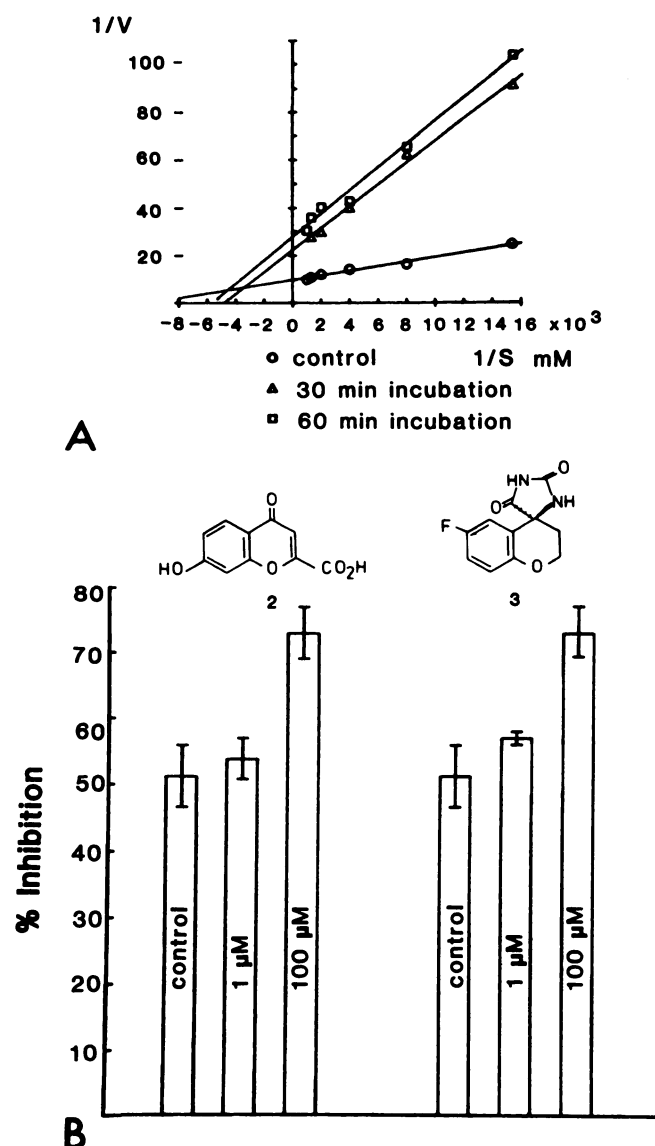 1/V
100
80
60
40
20
-8 -6 -4 -2 0 2 4 6 8 10 12 14 16 x10³
1/S mM
o control
△ 30 min incubation
□ 60 min incubation
A
O
HO
O
CO₂H
2
HN
O
O
NH
F
O
3
% Inhibition
80
70
60
50
40
30
20
10
control
1 µM
100 µM
control
1 µM
100 µM
B